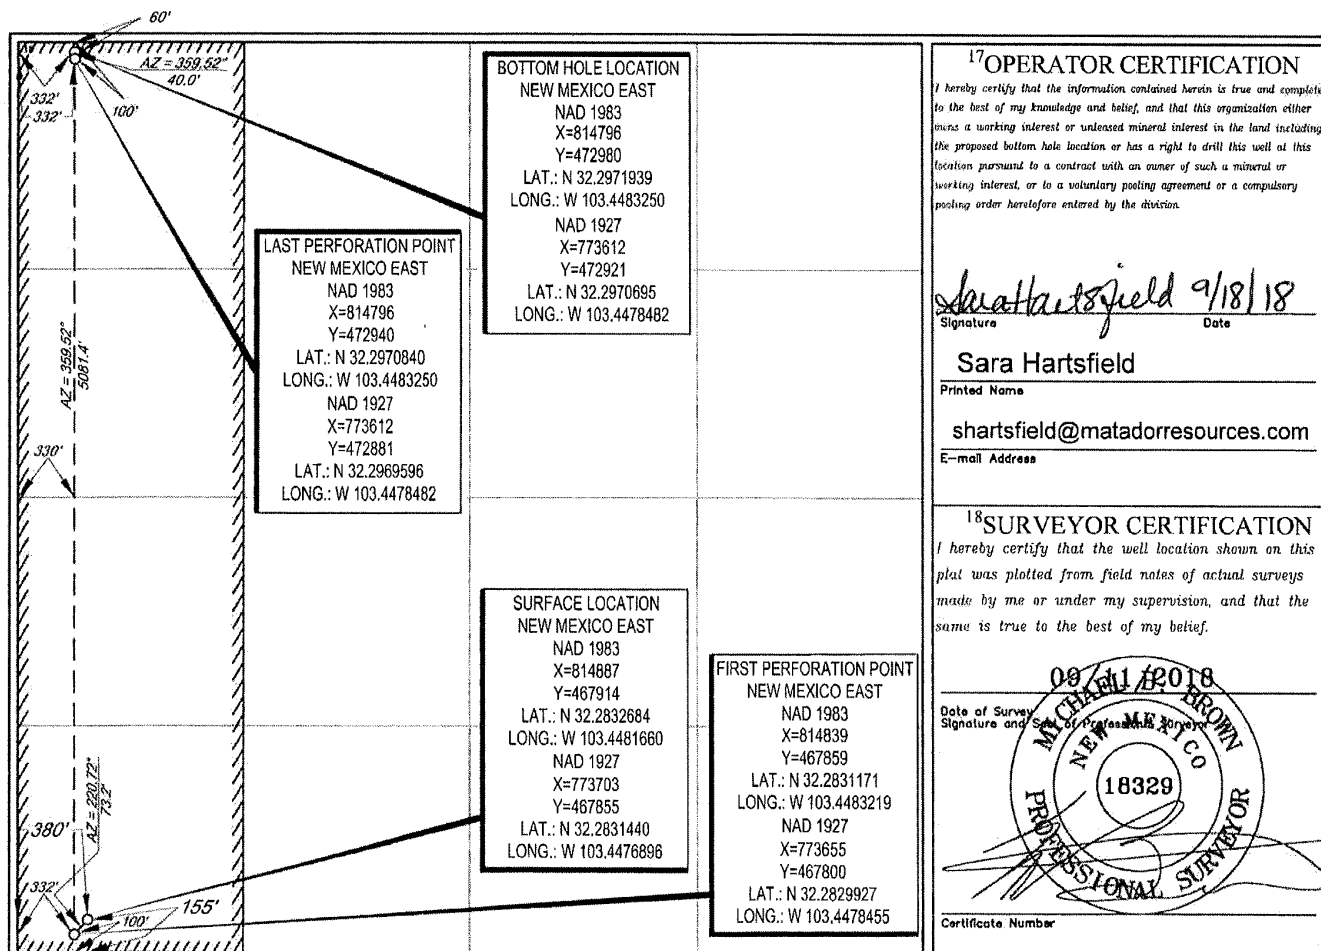 60'
AZ = 359.52°
40.0'
332'
332'
100'
BOTTOM HOLE LOCATION
NEW MEXICO EAST
NAD 1983
X=814796
Y=472980
LAT.: N 32.2971939
LONG.: W 103.4483250
NAD 1927
X=773612
Y=472921
LAT.: N 32.2970695
LONG.: W 103.4478482
LAST PERFORATION POINT
NEW MEXICO EAST
NAD 1983
X=814796
Y=472940
LAT.: N 32.2970840
LONG.: W 103.4483250
NAD 1927
X=773612
Y=472881
LAT.: N 32.2969596
LONG.: W 103.4478482
AZ = 359.52°
5081.4'
330'
SURFACE LOCATION
NEW MEXICO EAST
NAD 1983
X=814887
Y=467914
LAT.: N 32.2832684
LONG.: W 103.4481660
NAD 1927
X=773703
Y=467855
LAT.: N 32.2831440
LONG.: W 103.4476896
FIRST PERFORATION POINT
NEW MEXICO EAST
NAD 1983
X=814839
Y=467859
LAT.: N 32.2831171
LONG.: W 103.4483219
NAD 1927
X=773655
Y=467800
LAT.: N 32.2829927
LONG.: W 103.4478455
AZ = 220.72°
73.2'
380'
332'
100'
155'
17OPERATOR CERTIFICATION
I hereby certify that the information contained herein is true and complete
to the best of my knowledge and belief, and that this organization either
owns a working interest or unleased mineral interest in the land including
the proposed bottom hole location or has a right to drill this well at this
location pursuant to a contract with an owner of such a mineral or
working interest, or to a voluntary pooling agreement or a compulsory
pooling order heretofore entered by the division.
Sara Hartsfield 9/18/18
Signature Date
Sara Hartsfield
Printed Name
shartsfield@matadorresources.com
E-mail Address
18SURVEYOR CERTIFICATION
I hereby certify that the well location shown on this
plat was plotted from field notes of actual surveys
made by me or under my supervision, and that the
same is true to the best of my belief.
09/11/2018
Date of Survey
Signature and Seal of Professional Surveyor
MICHAEL B. BROWN
NEW MEXICO
18329
PROFESSIONAL SURVEYOR
Certificate Number